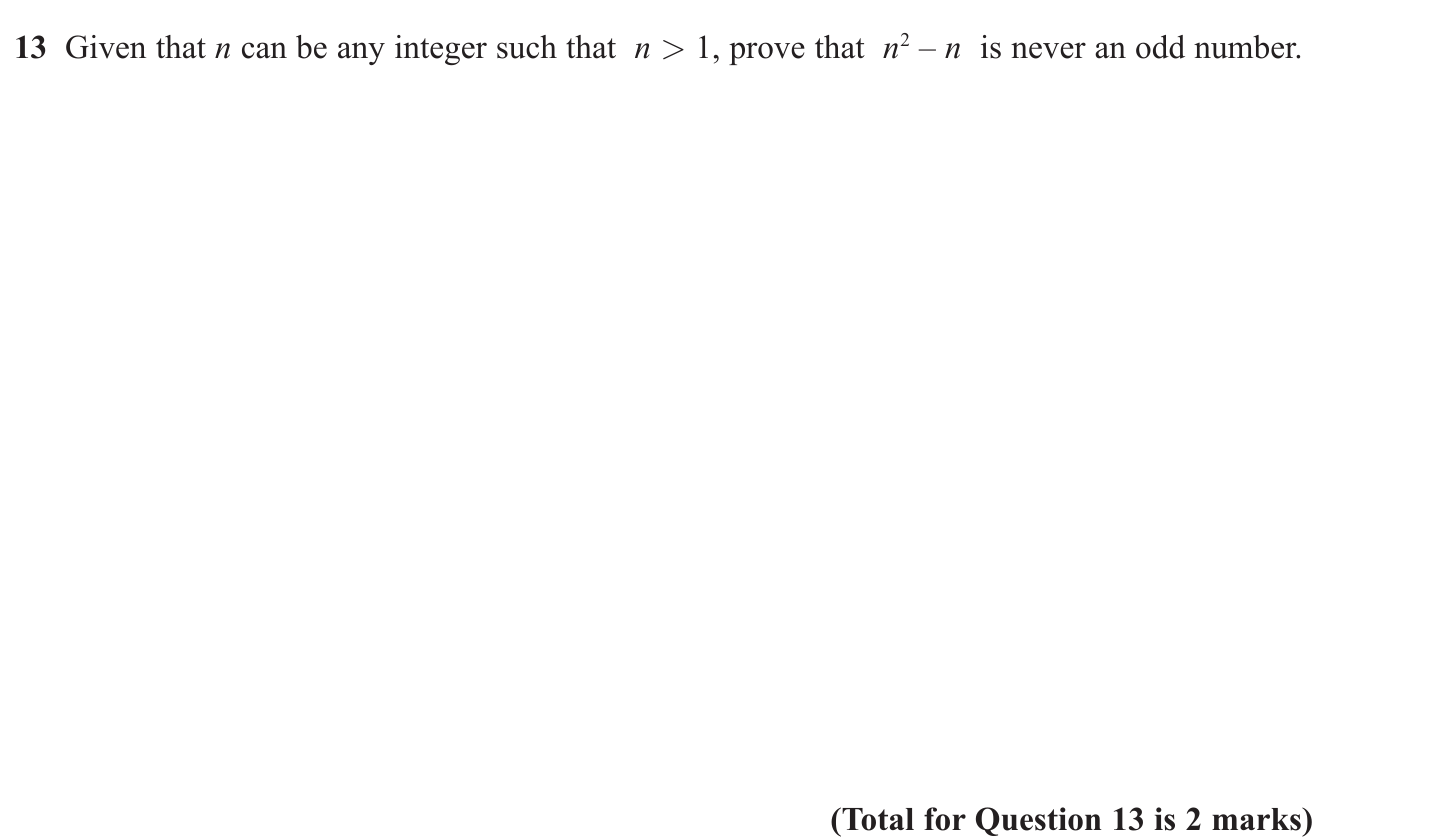 13 Given that n can be any integer such that n > 1, prove that n² – n is never an odd number.
(Total for Question 13 is 2 marks)